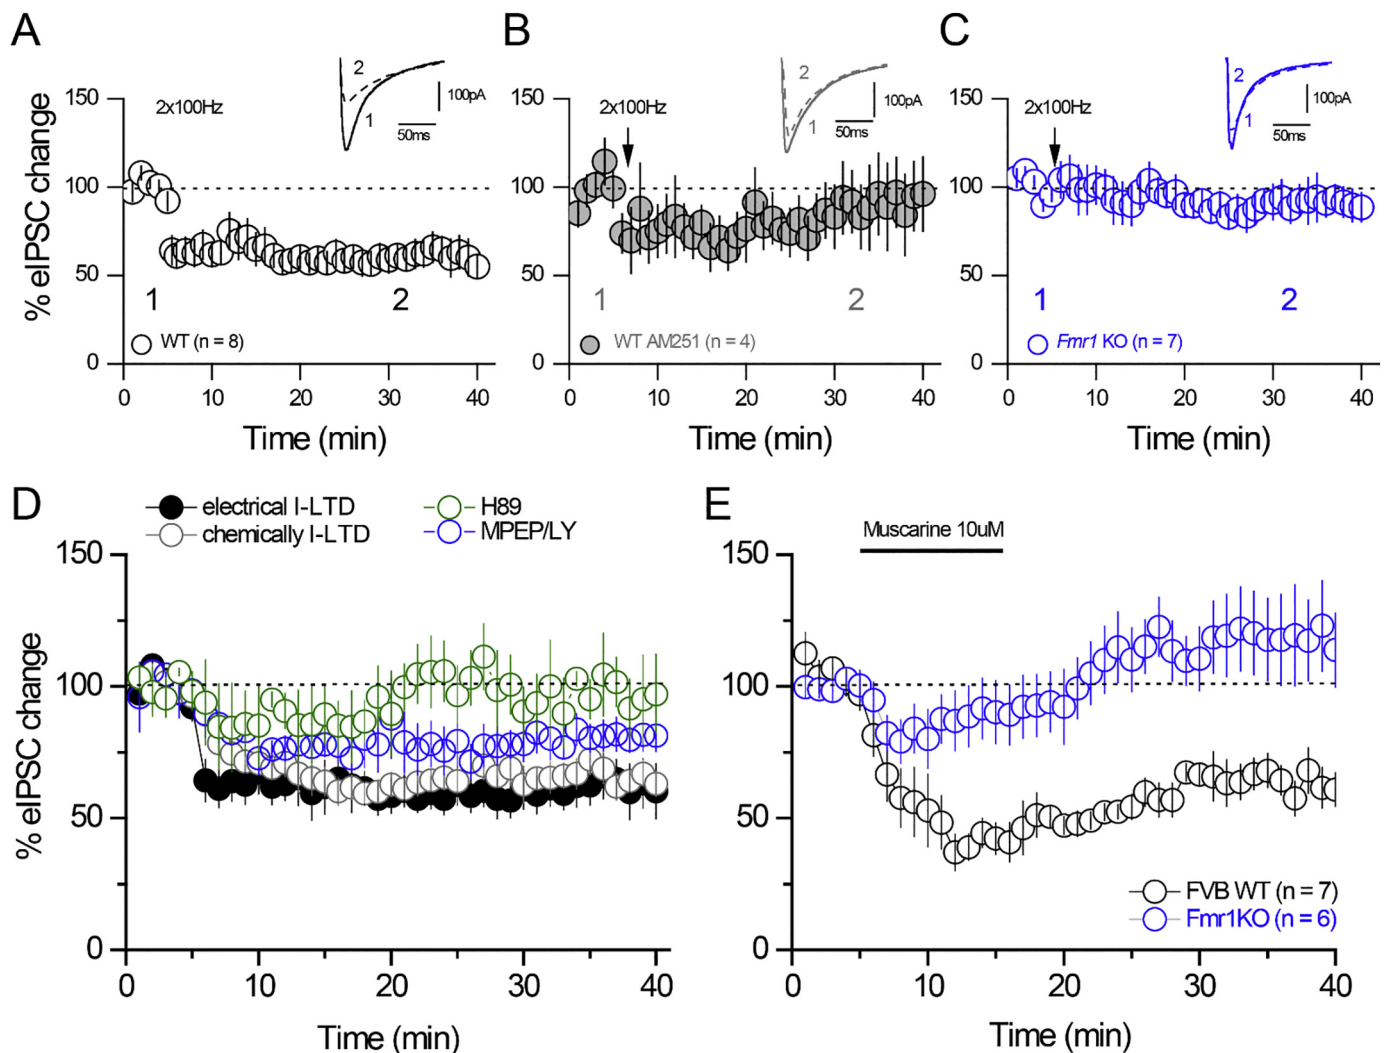 A
B
C
2
1
100pA
50ms
2
1
100pA
50ms
2
1
100pA
50ms
2x100Hz
2x100Hz
2x100Hz
% eIPSC change
150
100
50
0
1
2
WT (n = 8)
0 10 20 30 40
Time (min)
150
100
50
0
1
2
WT AM251 (n = 4)
0 10 20 30 40
Time (min)
150
100
50
0
1
2
Fmr1 KO (n = 7)
0 10 20 30 40
Time (min)
D
electrical I-LTD
chemically I-LTD
H89
MPEP/LY
% eIPSC change
150
100
50
0
0 10 20 30 40
Time (min)
E
Muscarine 10uM
150
100
50
0
FVB WT (n = 7)
Fmr1KO (n = 6)
0 10 20 30 40
Time (min)